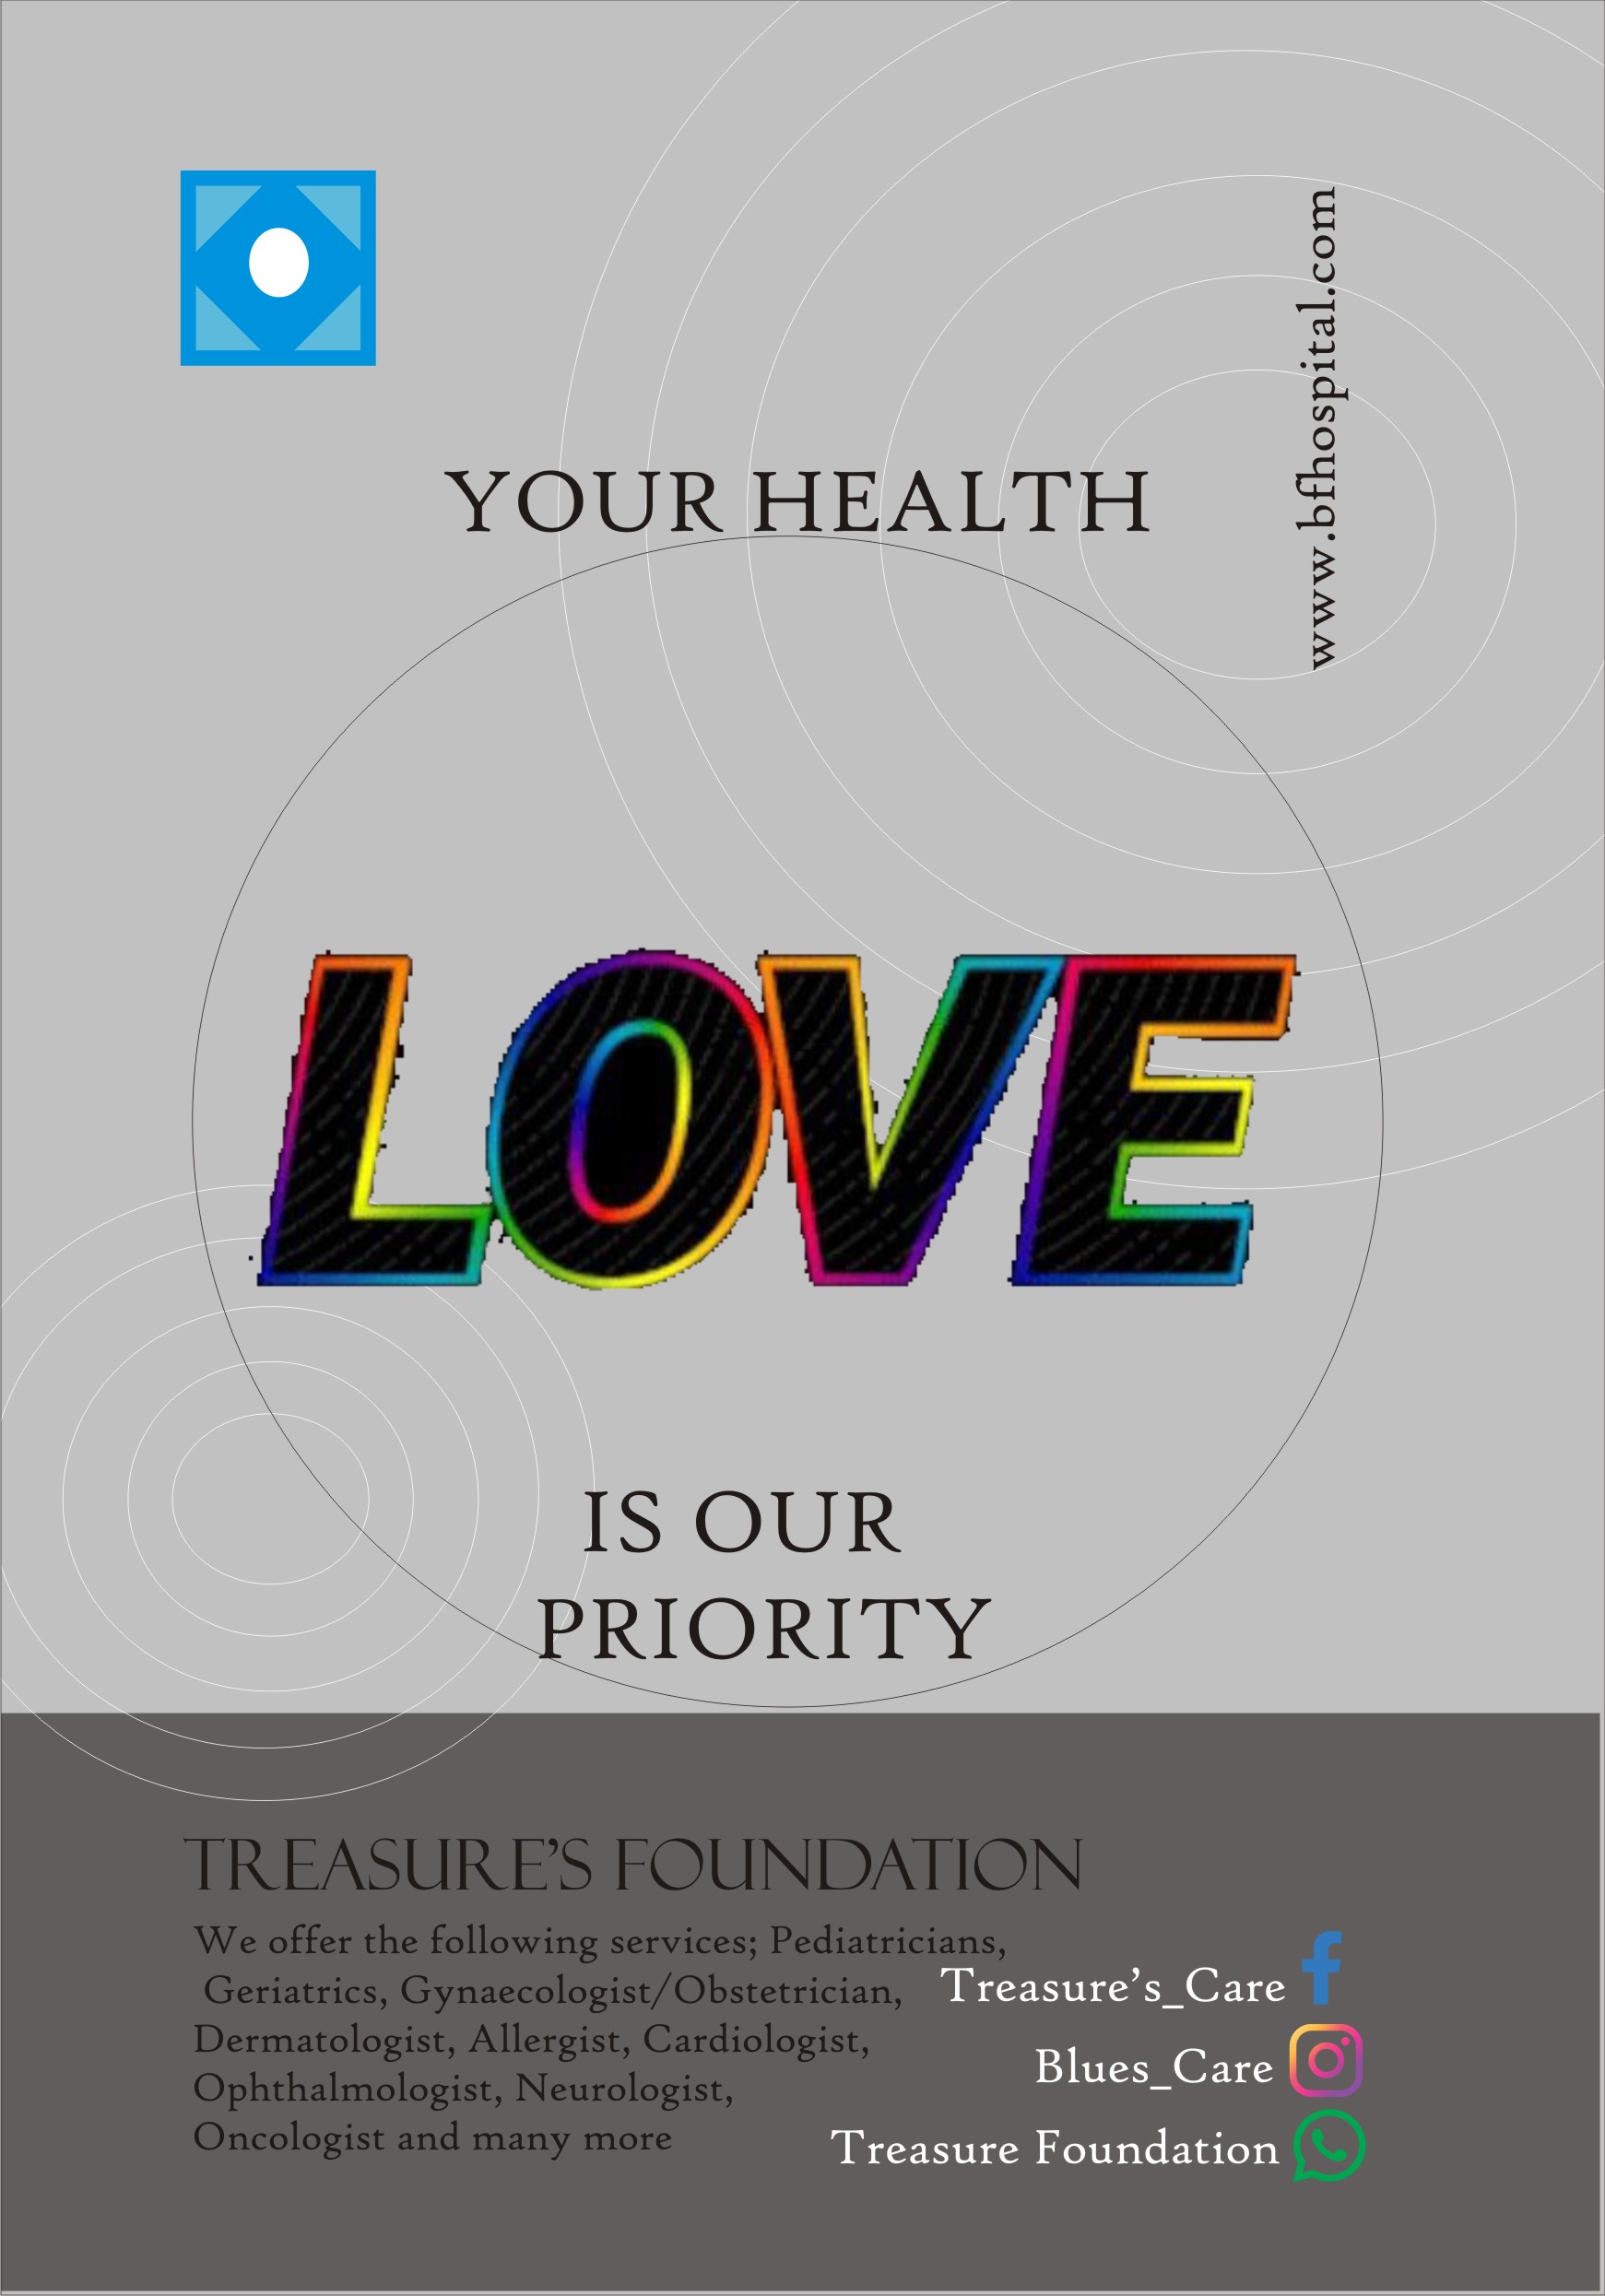 www.bfhospital.com
YOUR HEALTH
LOVE
IS OUR
PRIORITY
TREASURE'S FOUNDATION
We offer the following services; Pediatricians,
Geriatrics, Gynaecologist/Obstetrician,
Dermatologist, Allergist, Cardiologist,
Ophthalmologist, Neurologist,
Oncologist and many more
Treasure's_Care
Blues_Care
Treasure Foundation